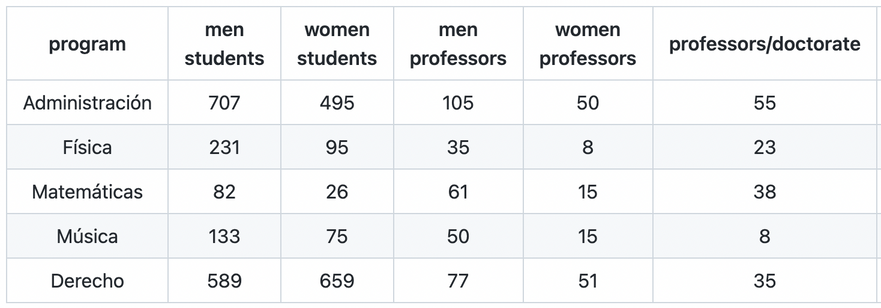 program men students women students men professors women professors professors/doctorate
Administración 707 495 105 50 55
Física 231 95 35 8 23
Matemáticas 82 26 61 15 38
Música 133 75 50 15 8
Derecho 589 659 77 51 35